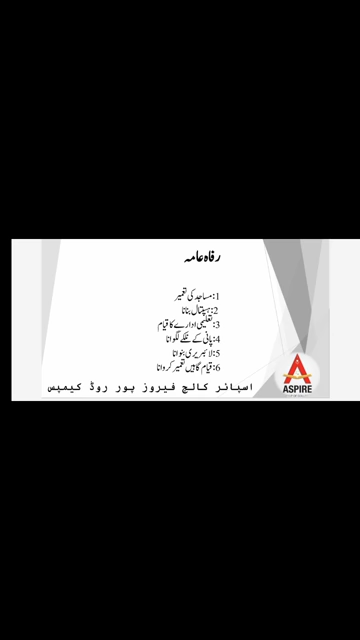 رفاہ عامہ
1: مساجد کی تعمیر
2: ہسپتال بنانا
3: تعلیمی ادارے کا قیام
4: پانی کے نلکے لگوانا
5: لائبریری بنوانا
6: قیام گاہیں تعمیر کروانا
اسپائر کالج فیروز پور روڈ کیمپس
ASPIRE